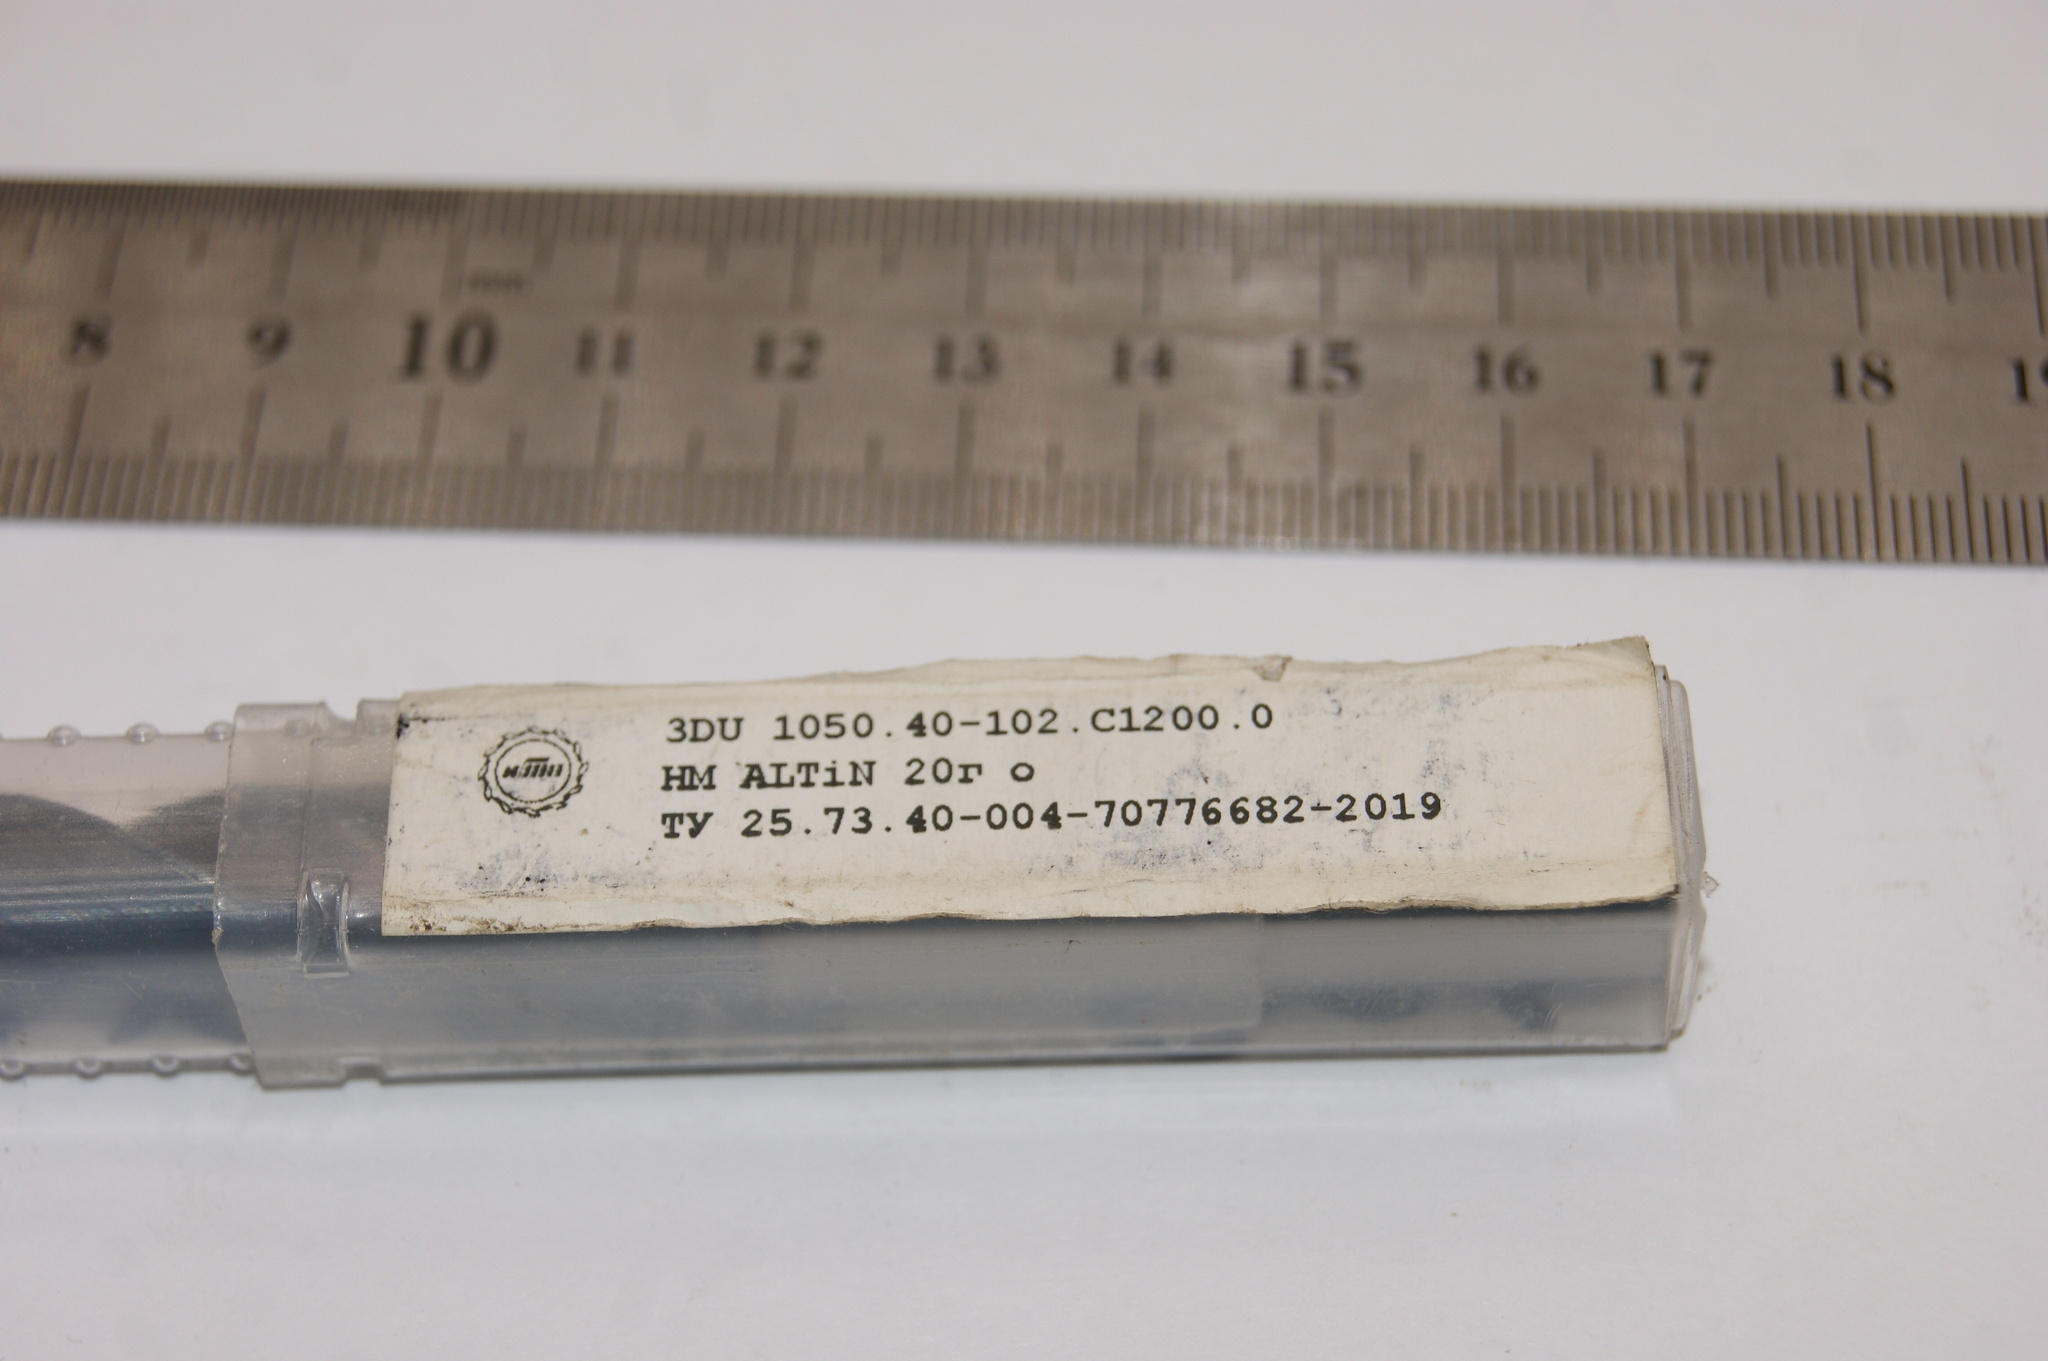 8 9 10 11 12 13 14 15 16 17 18 19
3DU 1050.40-102.C1200.0
HM ALTiN 20г о
ТУ 25.73.40-004-70776682-2019